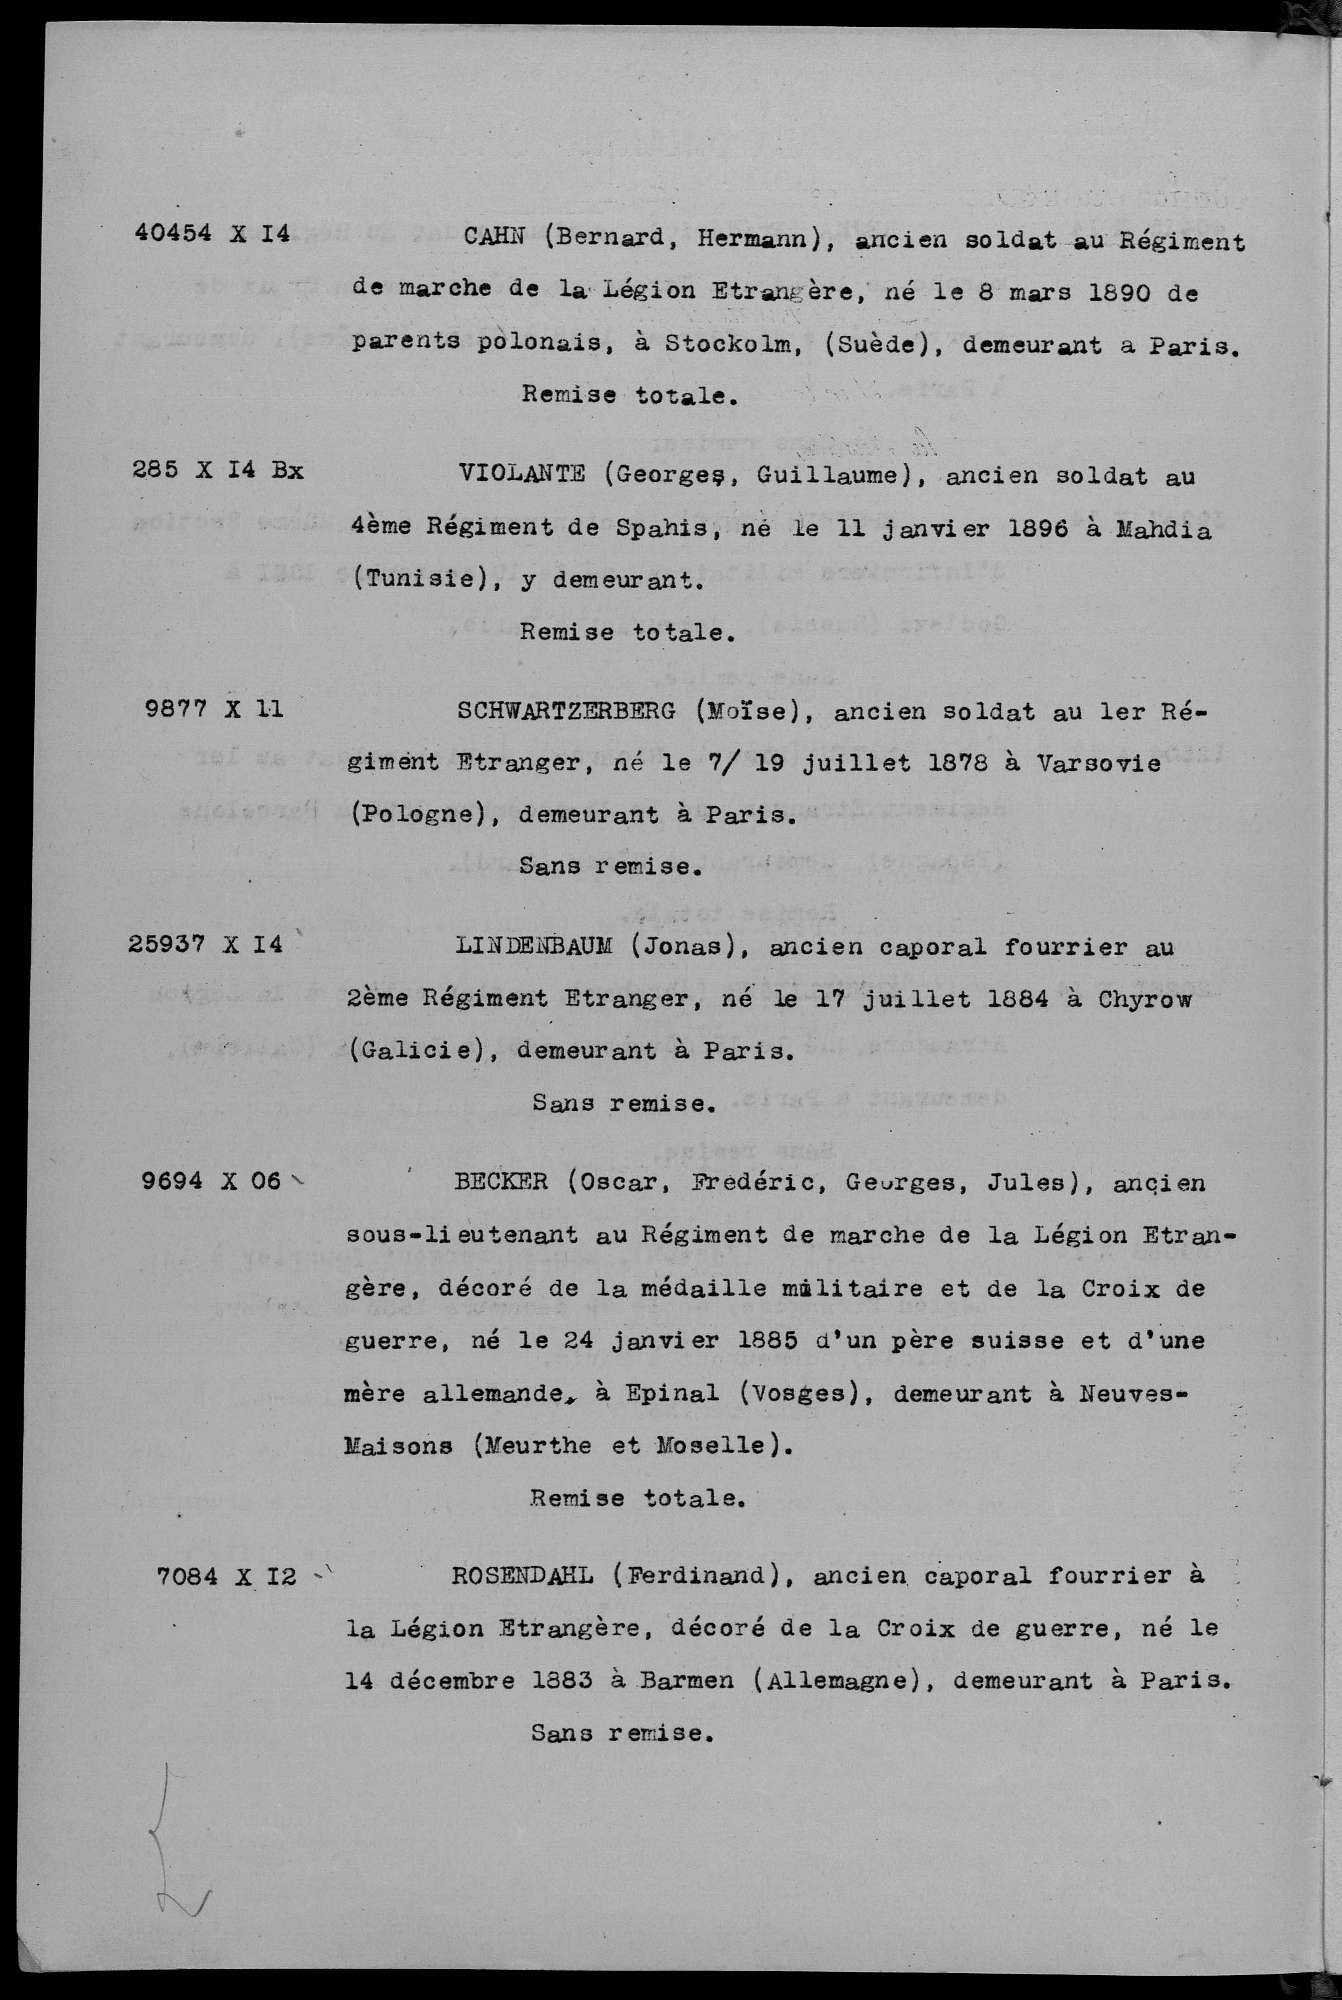 40454 X I4 CAHN (Bernard, Hermann), ancien soldat au Régiment
de marche de la Légion Etrangère, né le 8 mars 1890 de
parents polonais, à Stockolm, (Suède), demeurant a Paris.
Remise totale.
285 X I4 Bx VIOLANTE (Georges, Guillaume), ancien soldat au
4ème Régiment de Spahis, né le 11 janvier 1896 à Mahdia
(Tunisie), y demeurant.
Remise totale.
9877 X 11 SCHWARTZERBERG (Moïse), ancien soldat au 1er Ré-
giment Etranger, né le 7/ 19 juillet 1878 à Varsovie
(Pologne), demeurant à Paris.
Sans remise.
25937 X I4 LINDENBAUM (Jonas), ancien caporal fourrier au
2ème Régiment Etranger, né le 17 juillet 1884 à Chyrow
(Galicie), demeurant à Paris.
Sans remise.
9694 X 06 BECKER (Oscar, Frédéric, Georges, Jules), ancien
sous-lieutenant au Régiment de marche de la Légion Etran-
gère, décoré de la médaille militaire et de la Croix de
guerre, né le 24 janvier 1885 d'un père suisse et d'une
mère allemande, à Epinal (Vosges), demeurant à Neuves-
Maisons (Meurthe et Moselle).
Remise totale.
7084 X I2 ROSENDAHL (Ferdinand), ancien caporal fourrier à
la Légion Etrangère, décoré de la Croix de guerre, né le
14 décembre 1883 à Barmen (Allemagne), demeurant à Paris.
Sans remise.